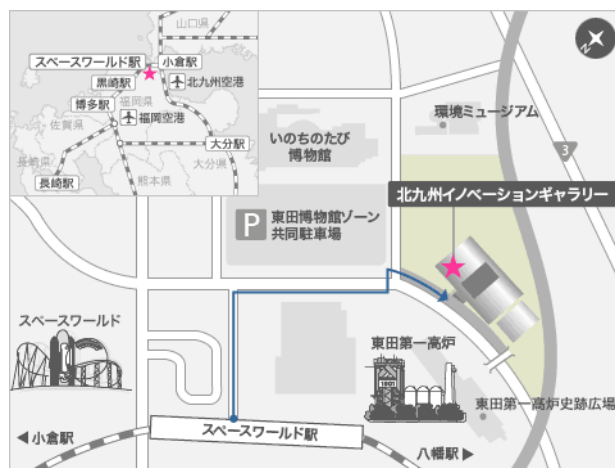 山口県
スペースワールド駅
小倉駅
黒崎駅
北九州空港
博多駅
福岡県
福岡空港
佐賀県
大分駅
大分県
長崎県
熊本県
長崎駅
N
環境ミュージアム
いのちのたび
博物館
3
北九州イノベーションギャラリー
P
東田博物館ゾーン
共同駐車場
スペースワールド
東田第一高炉
1901
東田第一高炉史跡広場
スペースワールド駅
◀小倉駅
八幡駅▶